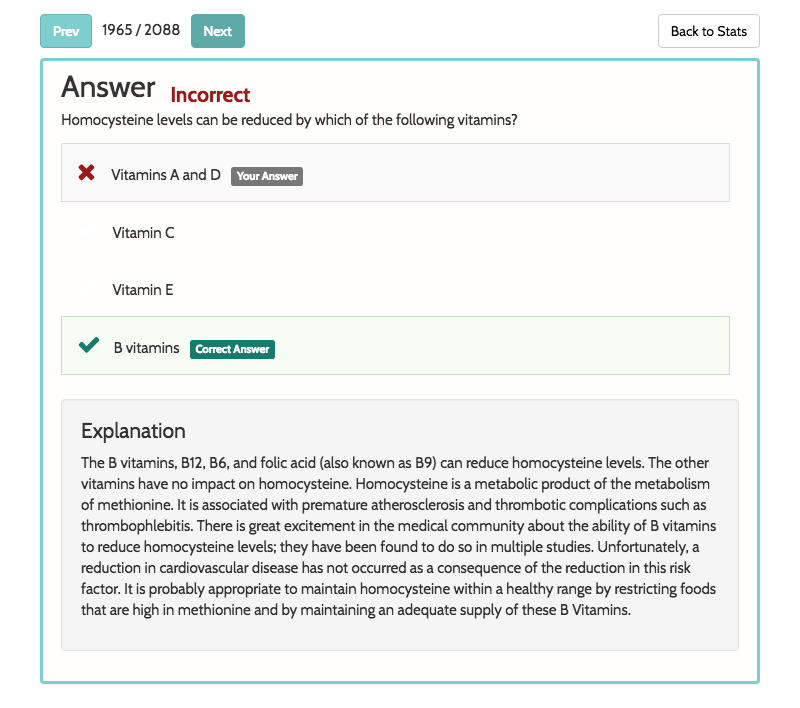 Prev 1965 / 2088 Next Back to Stats
Answer Incorrect
Homocysteine levels can be reduced by which of the following vitamins?
Vitamins A and D Your Answer
Vitamin C
Vitamin E
B vitamins Correct Answer
Explanation
The B vitamins, B12, B6, and folic acid (also known as B9) can reduce homocysteine levels. The other
vitamins have no impact on homocysteine. Homocysteine is a metabolic product of the metabolism
of methionine. It is associated with premature atherosclerosis and thrombotic complications such as
thrombophlebitis. There is great excitement in the medical community about the ability of B vitamins
to reduce homocysteine levels; they have been found to do so in multiple studies. Unfortunately, a
reduction in cardiovascular disease has not occurred as a consequence of the reduction in this risk
factor. It is probably appropriate to maintain homocysteine within a healthy range by restricting foods
that are high in methionine and by maintaining an adequate supply of these B Vitamins.